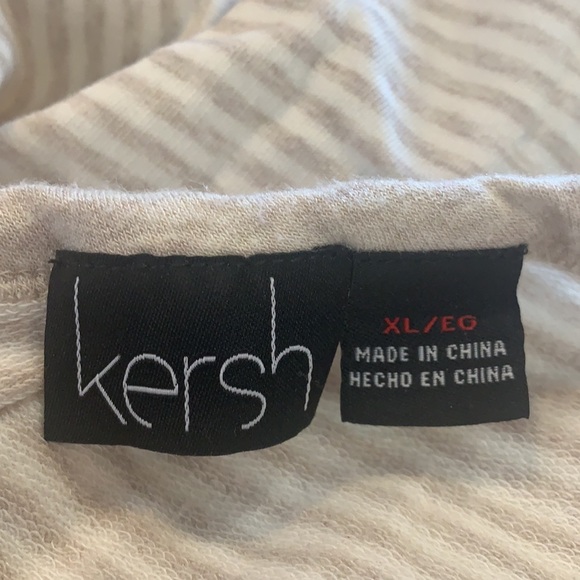 kersh
XL/EG
MADE IN CHINA
HECHO EN CHINA